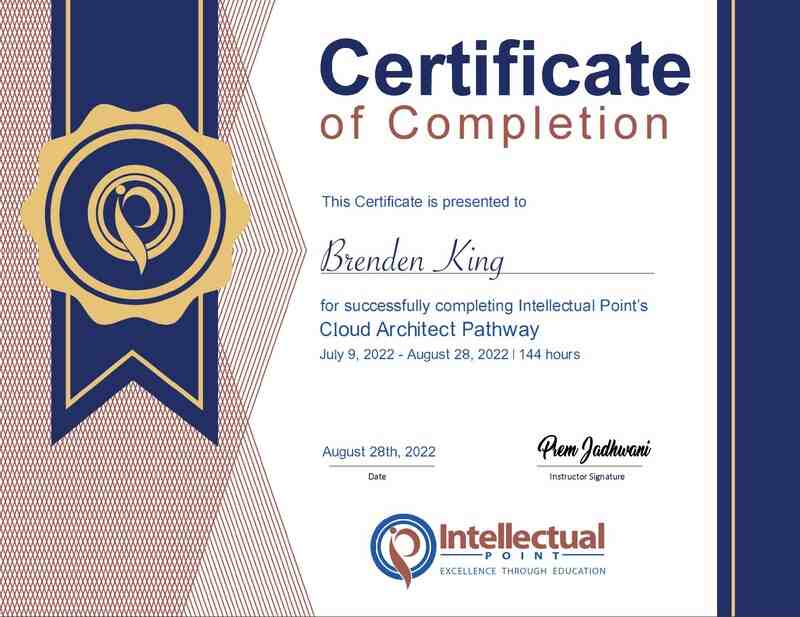 Certificate
of Completion
This Certificate is presented to
Brenden King
for successfully completing Intellectual Point's
Cloud Architect Pathway
July 9, 2022 - August 28, 2022 | 144 hours
August 28th, 2022
Prem Jadhwani
Date
Instructor Signature
Intellectual
POINT
EXCELLENCE THROUGH EDUCATION